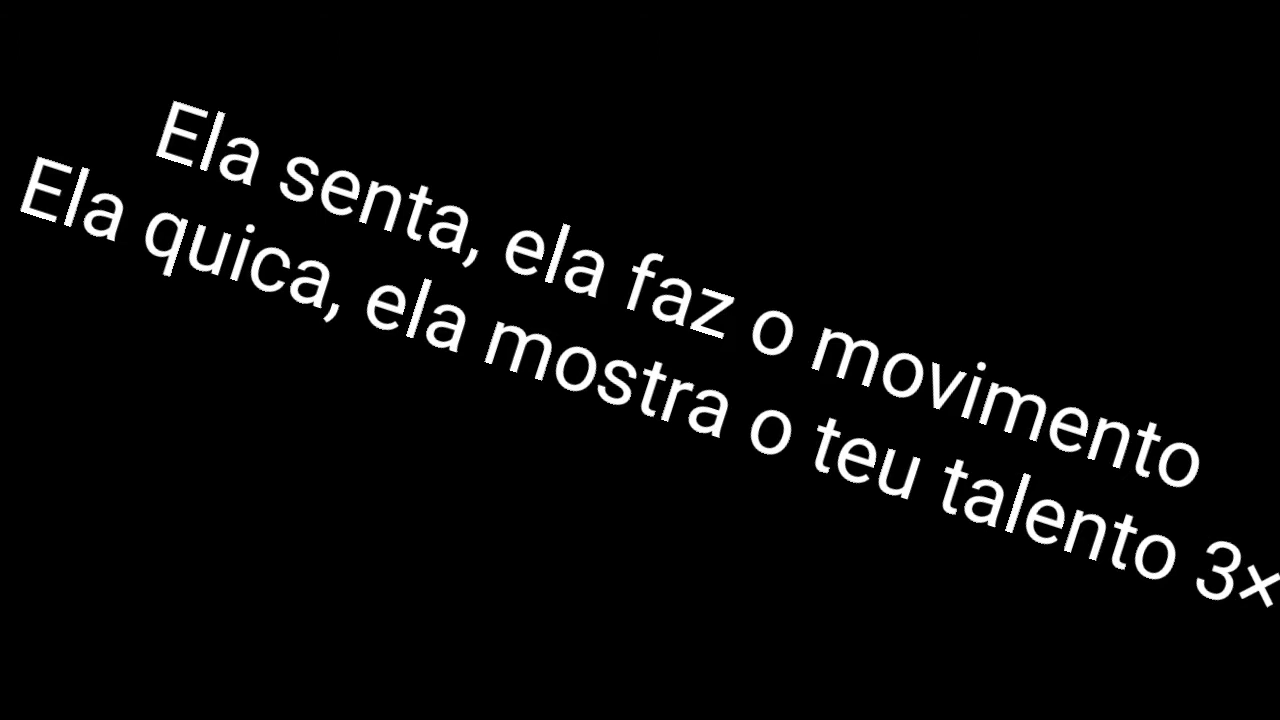 Ela senta, ela faz o movimento
Ela quica, ela mostra o teu talento 3×